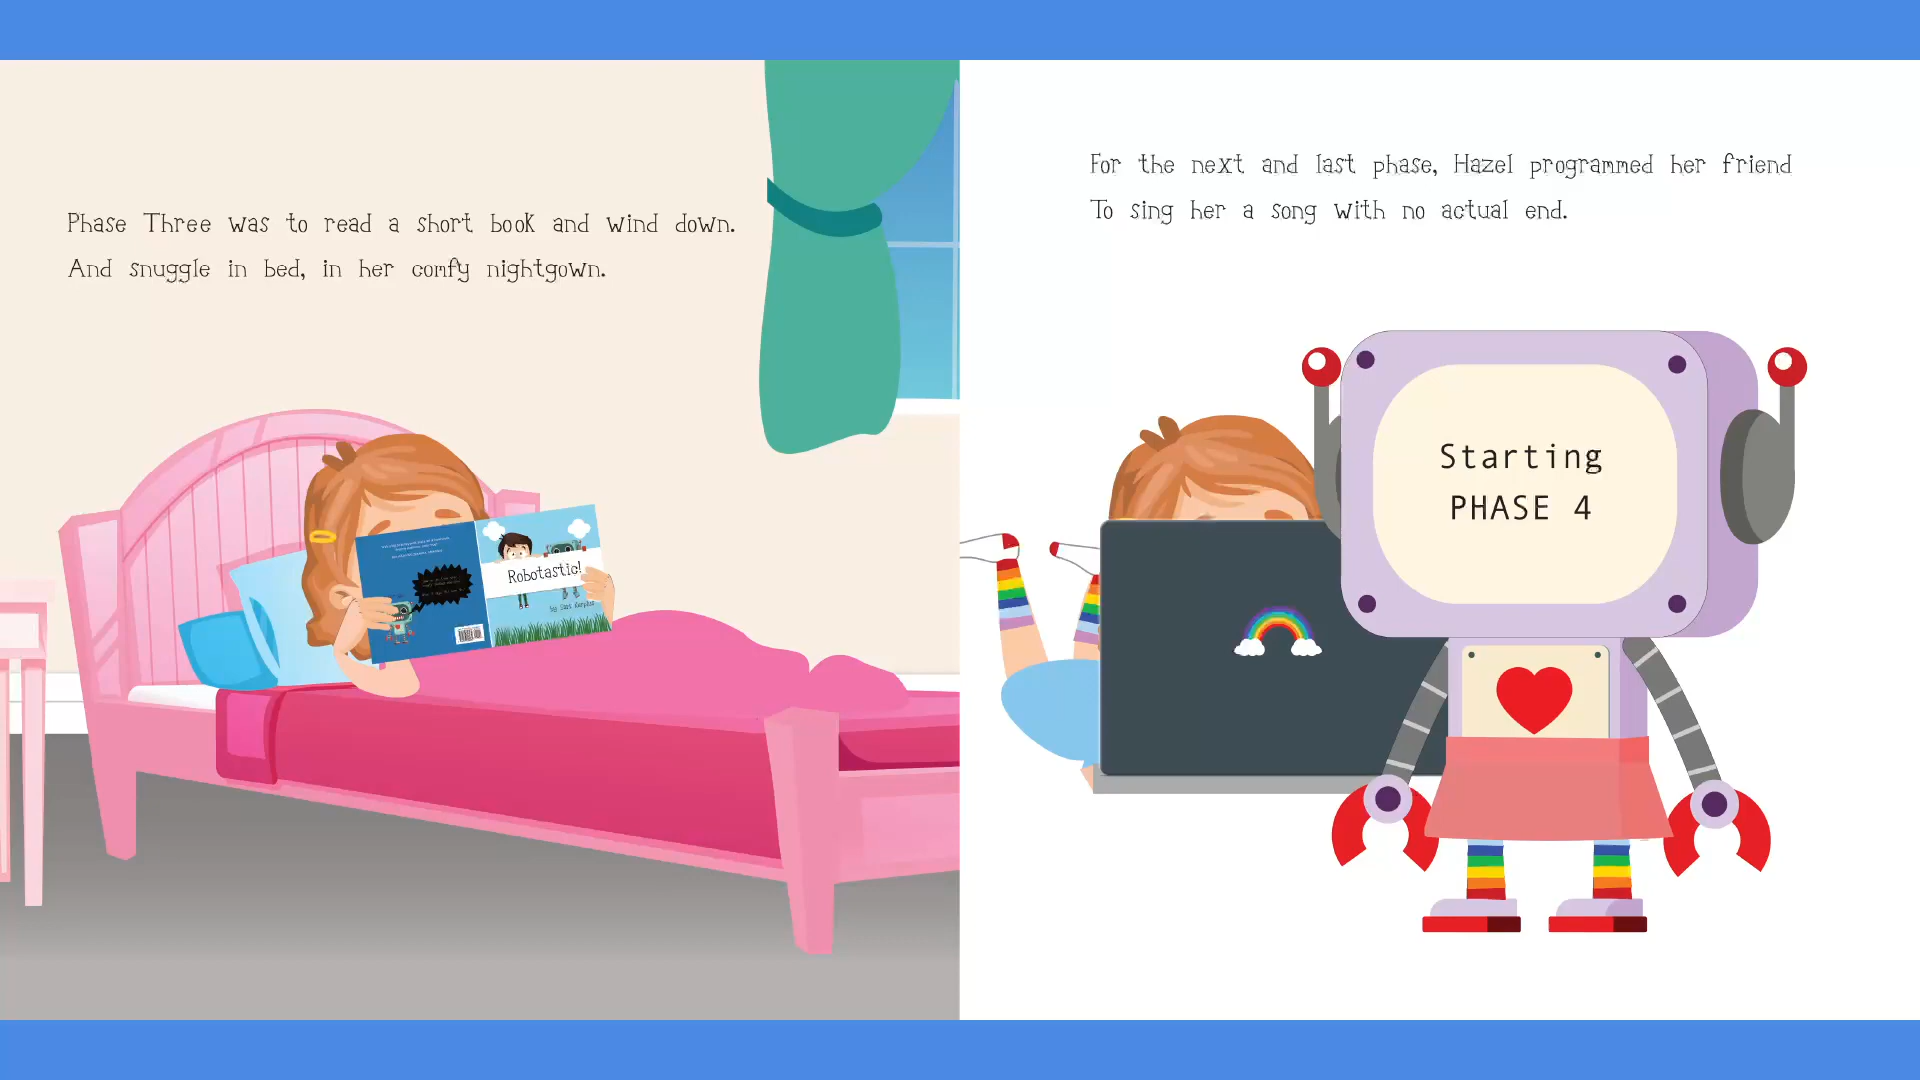 Phase Three was to read a short book and wind down.
And snuggle in bed, in her comfy nightgown.
Robotastic!
For the next and last phase, Hazel programmed her friend
To sing her a song with no actual end.
Starting
PHASE 4